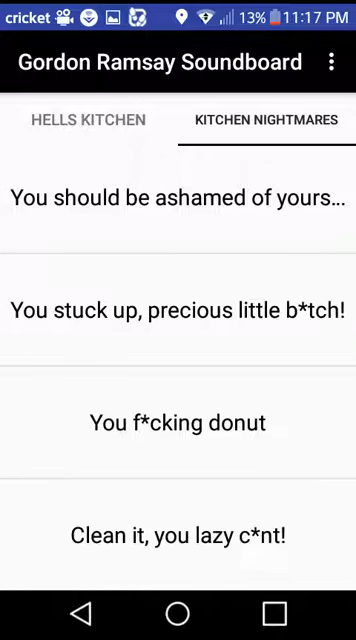 cricket 13% 11:17 PM
Gordon Ramsay Soundboard
HELLS KITCHEN KITCHEN NIGHTMARES
You should be ashamed of yours...
You stuck up, precious little b*tch!
You f*cking donut
Clean it, you lazy c*nt!